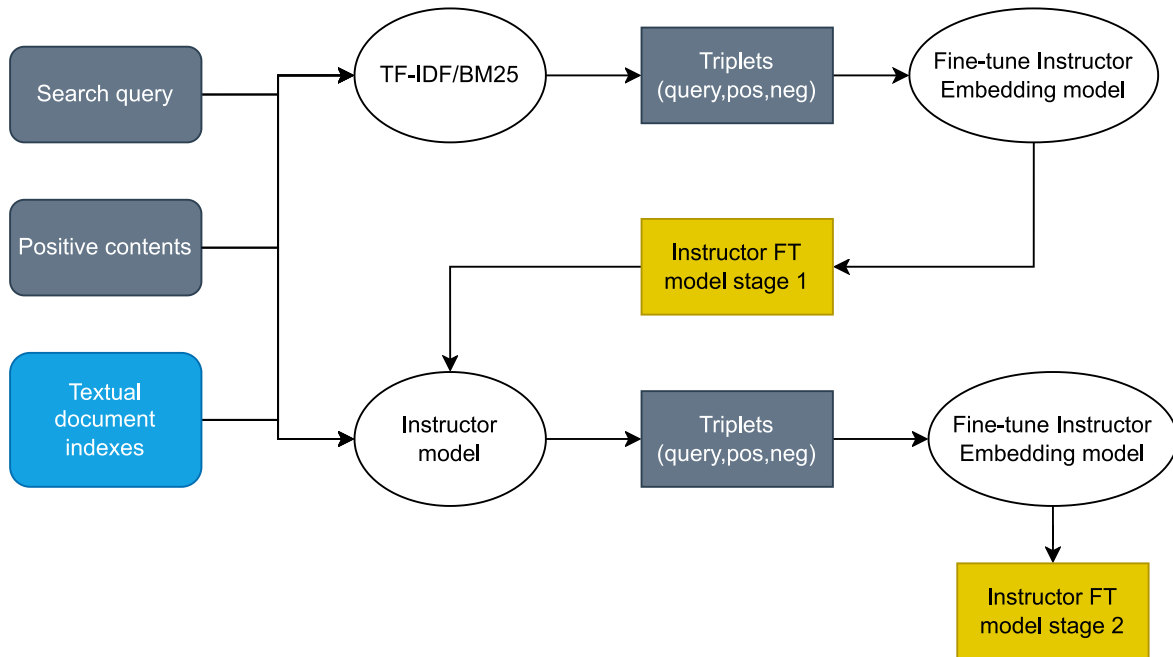 Search query
TF-IDF/BM25
Triplets
(query,pos,neg)
Fine-tune Instructor
Embedding model
Positive contents
Instructor FT
model stage 1
Textual
document
indexes
Instructor
model
Triplets
(query,pos,neg)
Fine-tune Instructor
Embedding model
Instructor FT
model stage 2